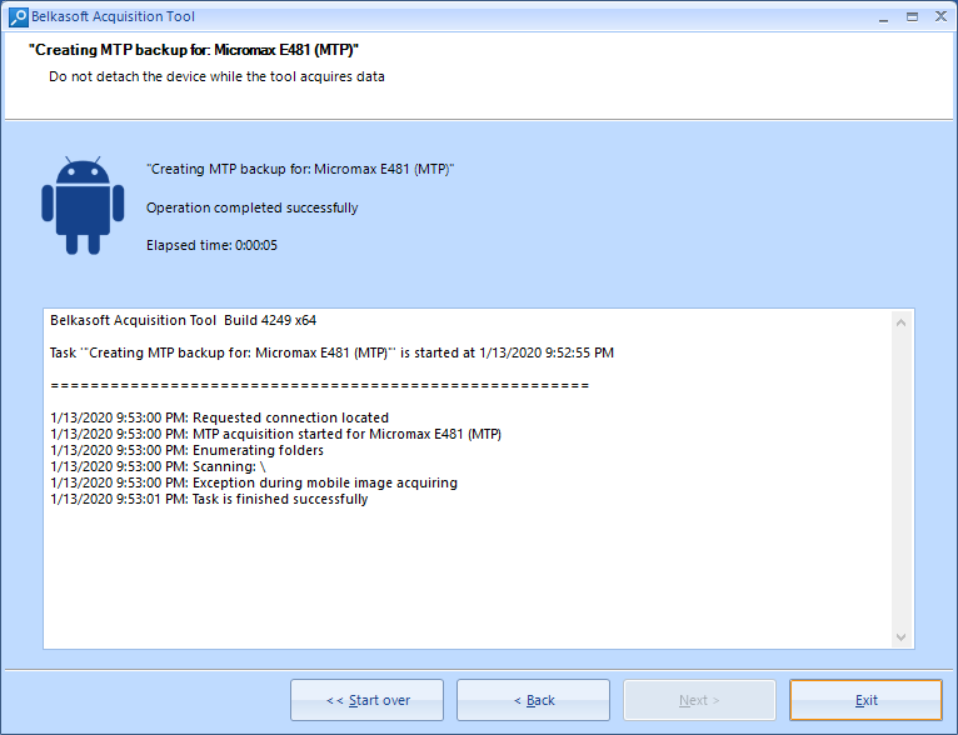 Belkasoft Acquisition Tool
"Creating MTP backup for: Micromax E481 (MTP)"
Do not detach the device while the tool acquires data
"Creating MTP backup for: Micromax E481 (MTP)"
Operation completed successfully
Elapsed time: 0:00:05
Belkasoft Acquisition Tool  Build 4249 x64
Task '"Creating MTP backup for: Micromax E481 (MTP)"' is started at 1/13/2020 9:52:55 PM
======================================================
1/13/2020 9:53:00 PM: Requested connection located
1/13/2020 9:53:00 PM: MTP acquisition started for Micromax E481 (MTP)
1/13/2020 9:53:00 PM: Enumerating folders
1/13/2020 9:53:00 PM: Scanning: \
1/13/2020 9:53:00 PM: Exception during mobile image acquiring
1/13/2020 9:53:01 PM: Task is finished successfully
<< Start over
< Back
Next >
Exit